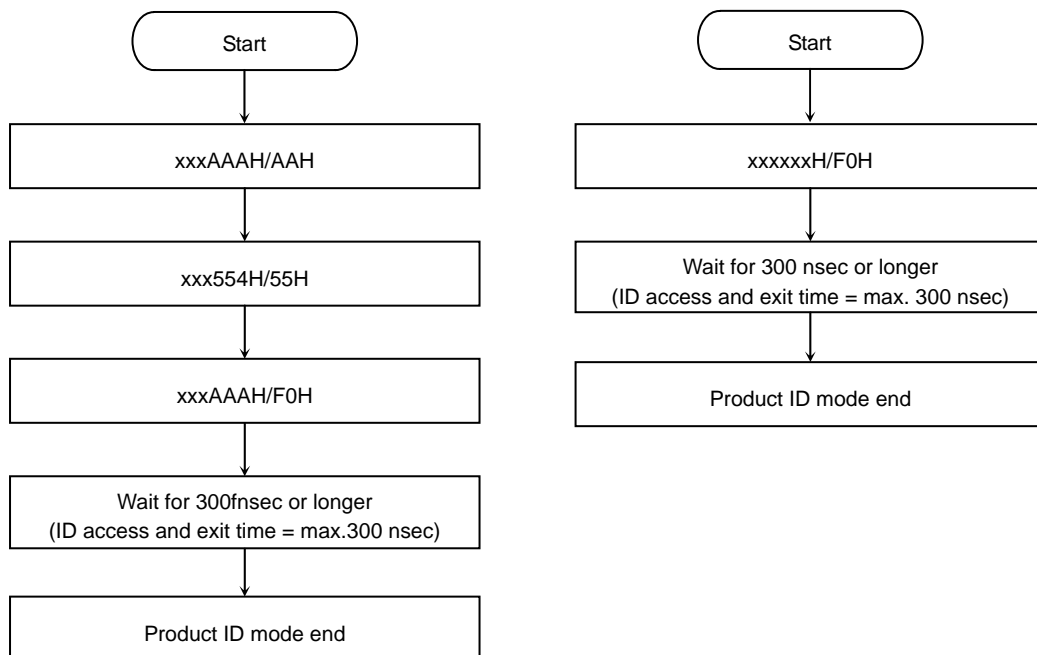 Start
xxxAAAH/AAH
xxx554H/55H
xxxAAAH/F0H
Wait for 300fnsec or longer
(ID access and exit time = max.300 nsec)
Product ID mode end
Start
xxxxxxH/F0H
Wait for 300 nsec or longer
(ID access and exit time = max. 300 nsec)
Product ID mode end